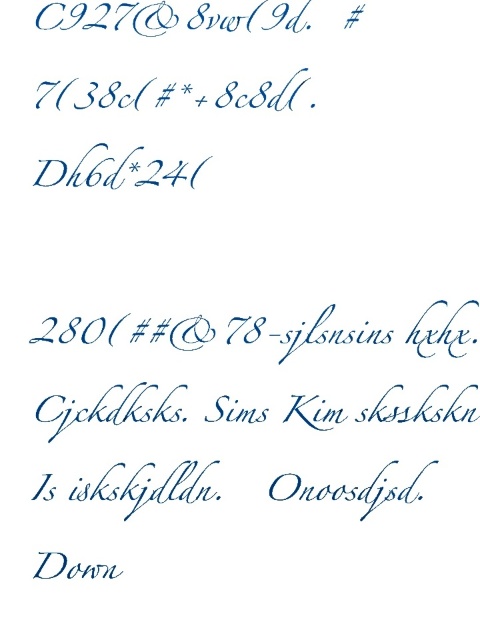 C927(& 8vw(9d. #
7(38c(#*+8c8d(.
Dh6d*24(
280(##@ 78-sjlsnsins hxhx.
Cjckdksks. Sims Kim sksskskn
Is iskskjdldn. Onoosdjsd.
Down